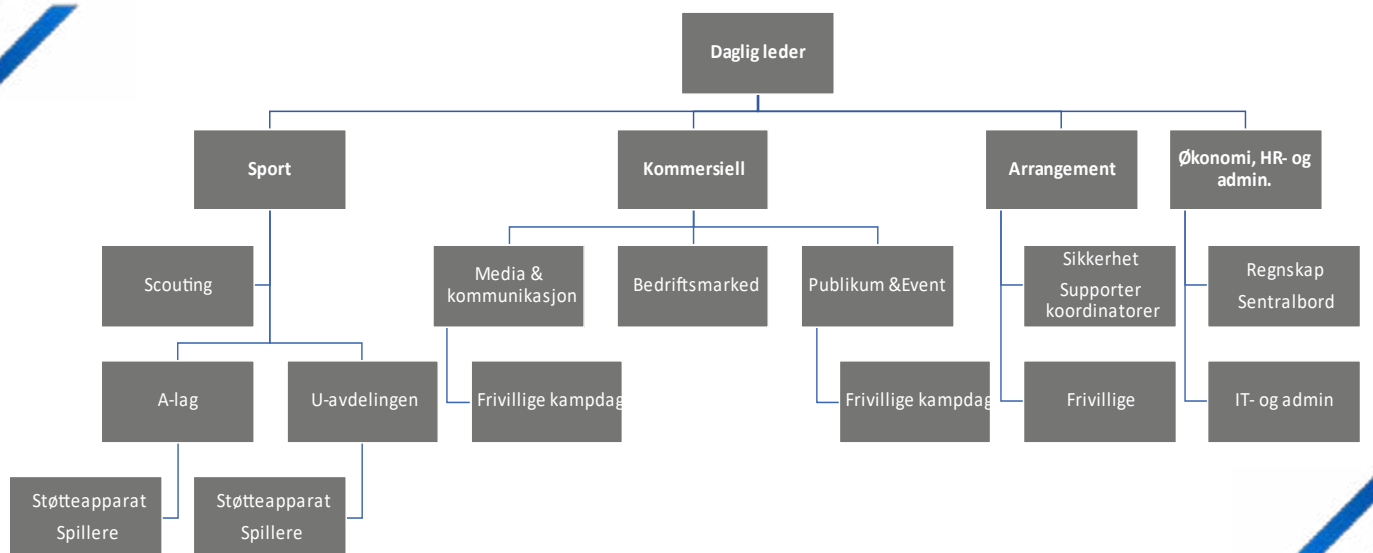 Daglig leder
Sport
Kommersiell
Arrangement
Økonomi, HR- og
admin.
Scouting
Media &
kommunikasjon
Bedriftsmarked
Publikum &Event
Sikkerhet
Supporter
koordinatorer
Regnskap
Sentralbord
A-lag
U-avdelingen
Frivillige kampdag
Frivillige kampdag
Frivillige
IT- og admin
Støtteapparat
Spillere
Støtteapparat
Spillere